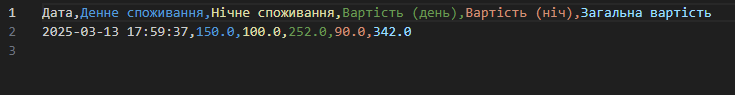 1 Дата,Денне споживання,Нічне споживання,Вартість (день),Вартість (ніч),Загальна вартість
2 2025-03-13 17:59:37,150.0,100.0,252.0,90.0,342.0
3